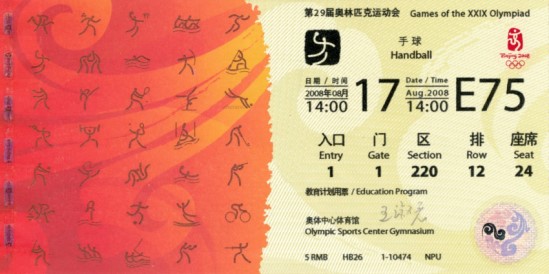 第29届奥林匹克运动会 Games of the XXIX Olympiad
手球
Handball
Beijing 2008
日期 / 时间
2008年08月
14:00
17
Date / Time
Aug.2008
14:00
E75
入口 门 区 排 座席
Entry Gate Section Row Seat
1 1 220 12 24
教育计划用票 / Education Program
奥体中心体育馆
Olympic Sports Center Gymnasium
5 RMB HB26 1-10474 NPU